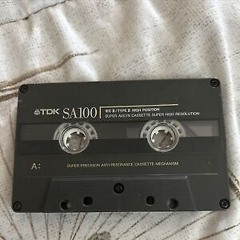 TDK SA100
IEC II/TYPE II HIGH POSITION
SUPER AVILYN CASSETTE SUPER HIGH RESOLUTION
A:
SUPER PRECISION ANTI-RESONANCE CASSETTE MECHANISM